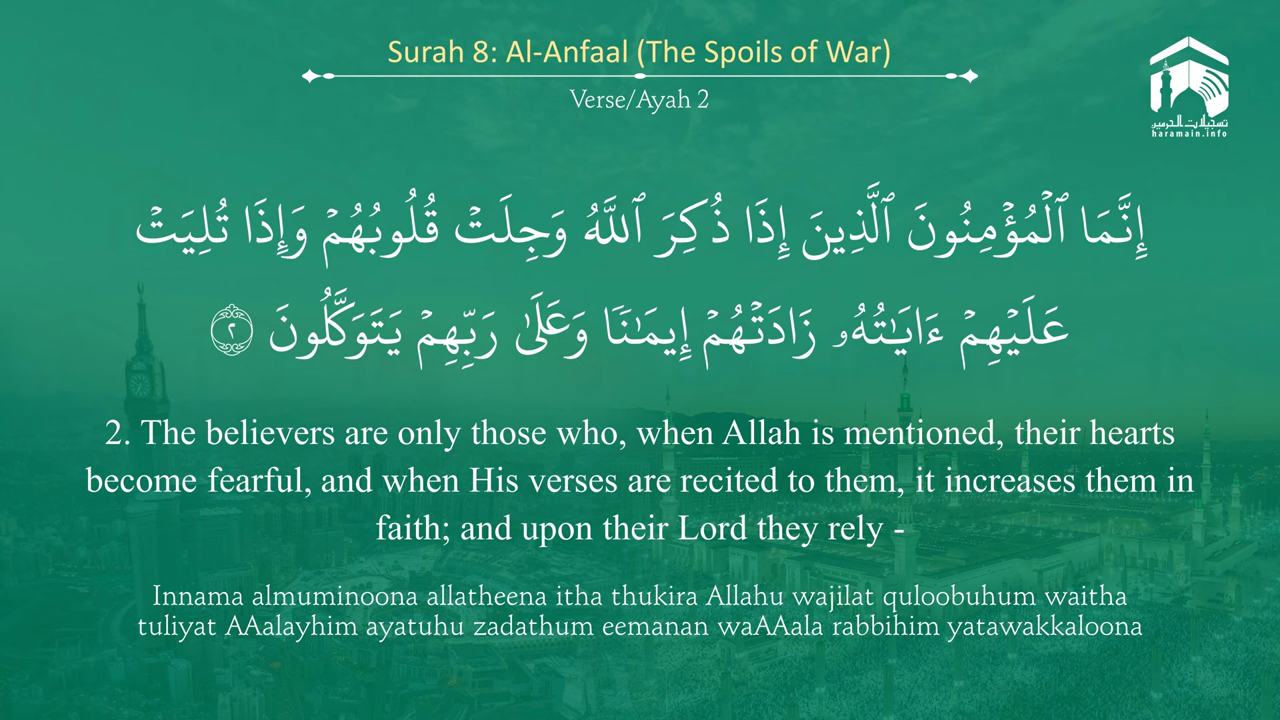 Surah 8: Al-Anfaal (The Spoils of War)
Verse/Ayah 2
تسجيلات الحرمين
haramain.info
إِنَّمَا ٱلْمُؤْمِنُونَ ٱلَّذِينَ إِذَا ذُكِرَ ٱللَّهُ وَجِلَتْ قُلُوبُهُمْ وَإِذَا تُلِيَتْ
عَلَيْهِمْ ءَايَـٰتُهُۥ زَادَتْهُمْ إِيمَـٰنًا وَعَلَىٰ رَبِّهِمْ يَتَوَكَّلُونَ ٢
2. The believers are only those who, when Allah is mentioned, their hearts
become fearful, and when His verses are recited to them, it increases them in
faith; and upon their Lord they rely -
Innama almuminoona allatheena itha thukira Allahu wajilat quloobuhum waitha
tuliyat AAalayhim ayatuhu zadathum eemanan waAAala rabbihim yatawakkaloona